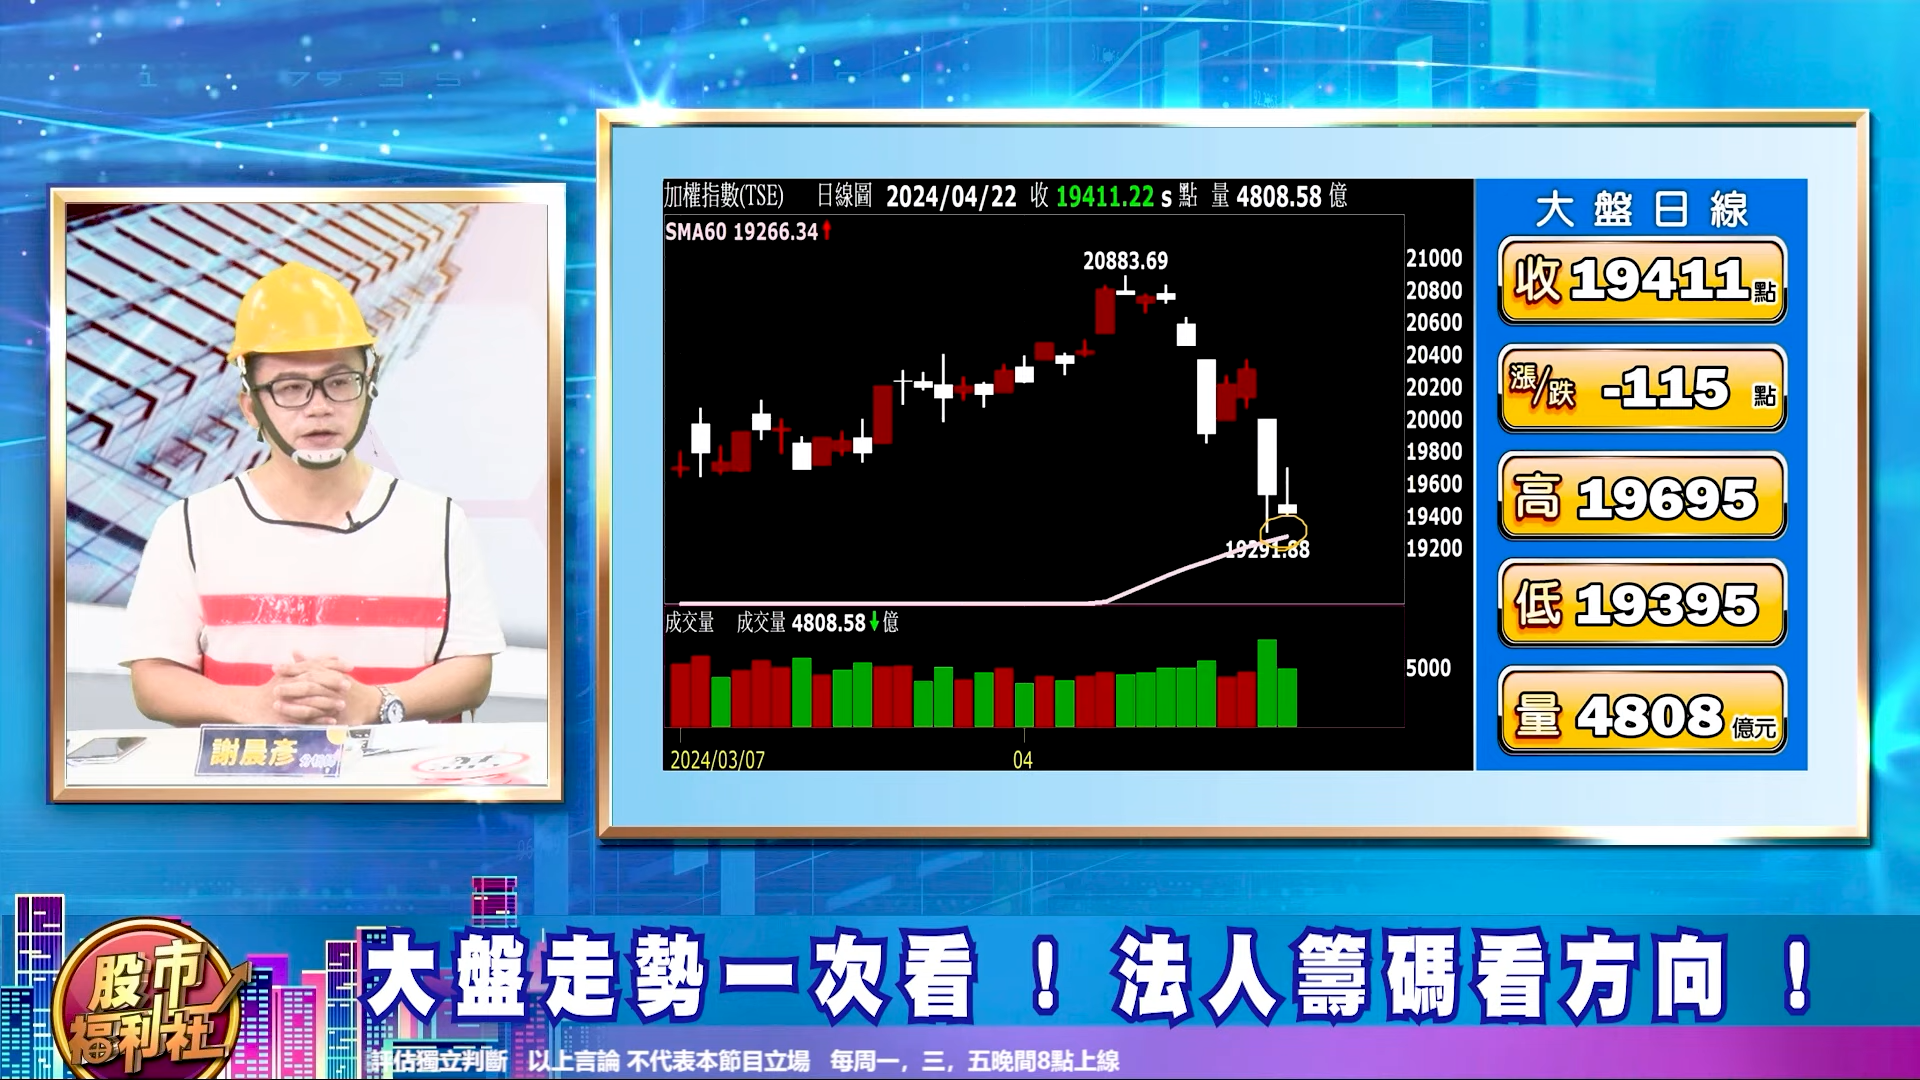 加權指數(TSE) 日線圖 2024/04/22 收 19411.22 s 點 量 4808.58 億
SMA60 19266.34
20883.69
19291.88
21000
20800
20600
20400
20200
20000
19800
19600
19400
19200
成交量 成交量 4808.58 億
5000
2024/03/07
04
大盤日線
收 19411 點
漲/跌 -115 點
高 19695
低 19395
量 4808 億元
謝晨彥 分析師
股市福利社
大盤走勢一次看！法人籌碼看方向！
評估獨立判斷 以上言論 不代表本節目立場 每周一，三，五晚間8點上線